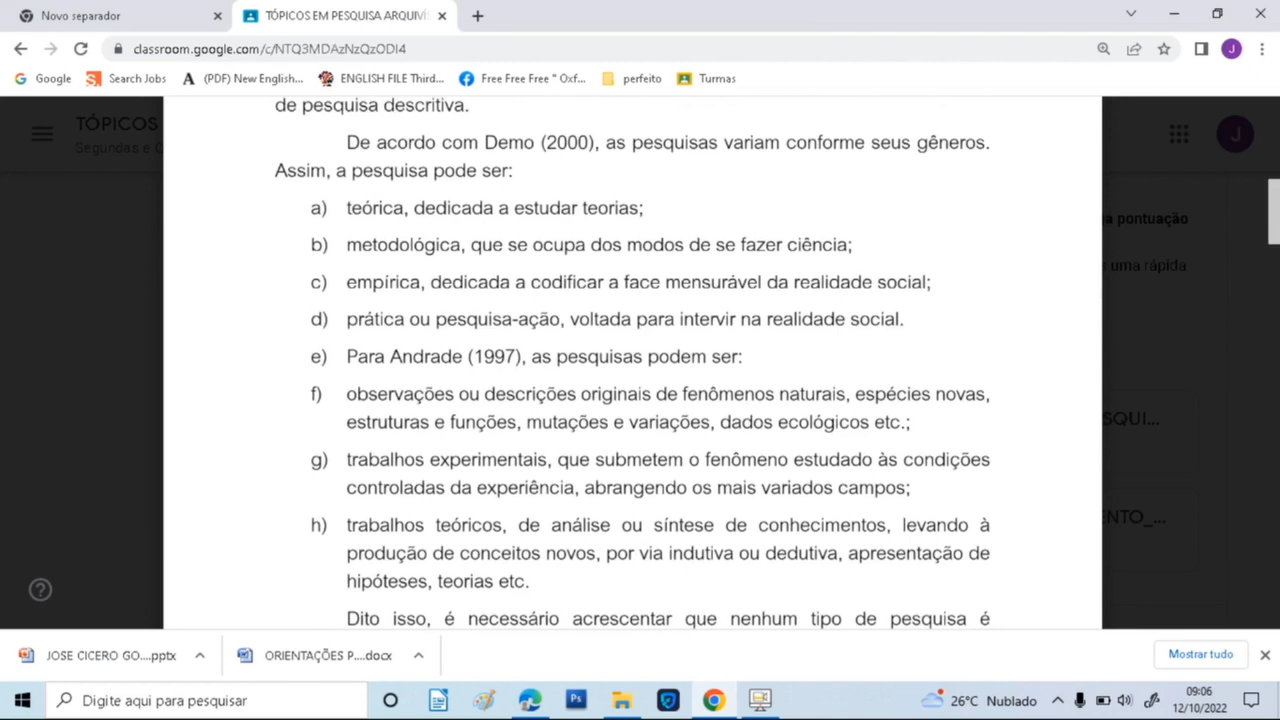 Novo separador
TÓPICOS EM PESQUISA ARQUIVÍS
classroom.google.com/c/NTQ3MDAzNzQzODI4
J
Google
Search Jobs
(PDF) New English...
ENGLISH FILE Third...
Free Free Free " Oxf...
perfeito
Turmas
TÓPICOS
Segundas e
J
de pesquisa descritiva.
De acordo com Demo (2000), as pesquisas variam conforme seus gêneros.
Assim, a pesquisa pode ser:
a) teórica, dedicada a estudar teorias;
b) metodológica, que se ocupa dos modos de se fazer ciência;
c) empírica, dedicada a codificar a face mensurável da realidade social;
d) prática ou pesquisa-ação, voltada para intervir na realidade social.
e) Para Andrade (1997), as pesquisas podem ser:
f) observações ou descrições originais de fenômenos naturais, espécies novas,
estruturas e funções, mutações e variações, dados ecológicos etc.;
g) trabalhos experimentais, que submetem o fenômeno estudado às condições
controladas da experiência, abrangendo os mais variados campos;
h) trabalhos teóricos, de análise ou síntese de conhecimentos, levando à
produção de conceitos novos, por via indutiva ou dedutiva, apresentação de
hipóteses, teorias etc.
Dito isso, é necessário acrescentar que nenhum tipo de pesquisa é
a pontuação
uma rápida
SQUI...
NTO_...
JOSE CICERO GO....pptx
ORIENTAÇÕES P....docx
Mostrar tudo
Digite aqui para pesquisar
Ps
26°C Nublado
09:06
12/10/2022